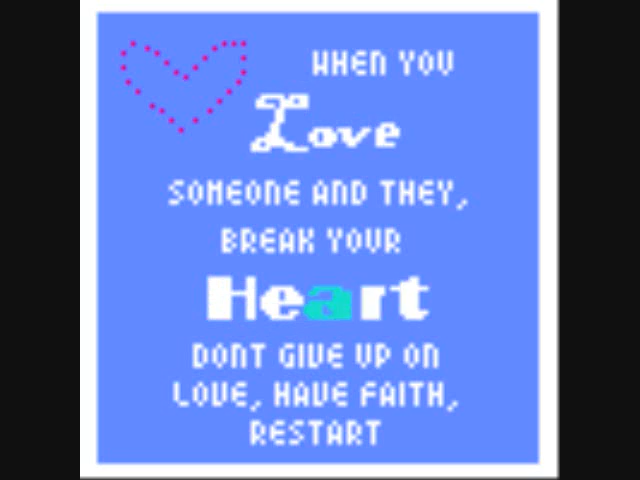 WHEN YOU
Love
SOMEONE AND THEY,
BREAK YOUR
Heart
DONT GIVE UP ON
LOVE, HAVE FAITH,
RESTART